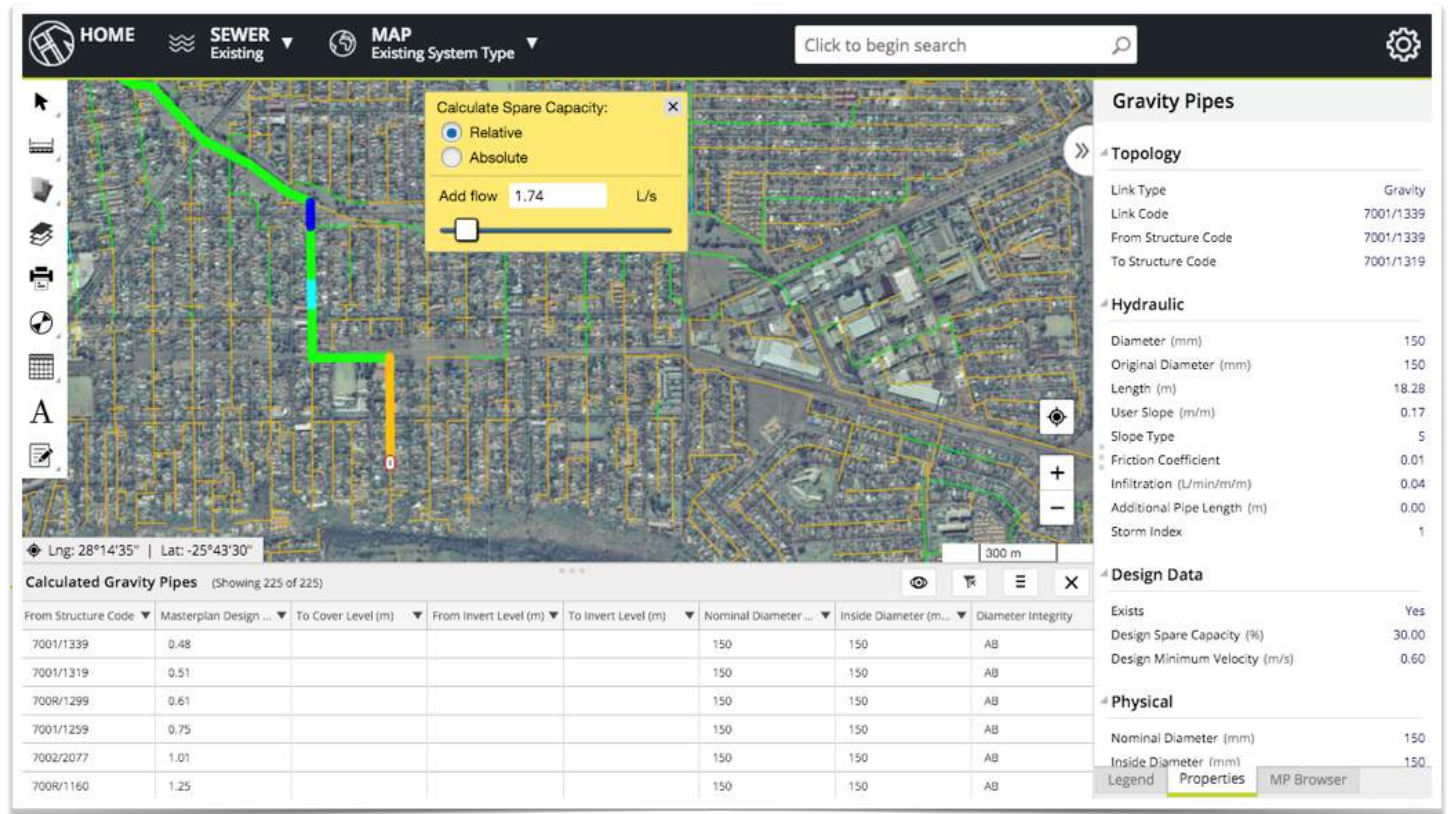 HOME
SEWER
Existing
MAP
Existing System Type
Click to begin search
Calculate Spare Capacity:
Relative
Absolute
Add flow 1.74 L/s
A
0
+
−
Lng: 28°14'35" | Lat: -25°43'30"
300 m
Calculated Gravity Pipes (Showing 225 of 225)
From Structure Code Masterplan Design ... To Cover Level (m) From Invert Level (m) To Invert Level (m) Nominal Diameter ... Inside Diameter (m... Diameter Integrity
7001/1339 0.48 150 150 AB
7001/1319 0.51 150 150 AB
700R/1299 0.61 150 150 AB
7001/1259 0.75 150 150 AB
7002/2077 1.01 150 150 AB
700R/1160 1.25 150 150 AB
Gravity Pipes
Topology
Link Type Gravity
Link Code 7001/1339
From Structure Code 7001/1339
To Structure Code 7001/1319
Hydraulic
Diameter (mm) 150
Original Diameter (mm) 150
Length (m) 18.28
User Slope (m/m) 0.17
Slope Type S
Friction Coefficient 0.01
Infiltration (L/min/m/m) 0.04
Additional Pipe Length (m) 0.00
Storm Index 1
Design Data
Exists Yes
Design Spare Capacity (%) 30.00
Design Minimum Velocity (m/s) 0.60
Physical
Nominal Diameter (mm) 150
Inside Diameter (mm) 150
Legend Properties MP Browser